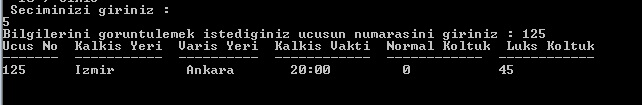 Seciminizi giriniz :
5
Bilgilerini goruntulemek istediginiz ucusun numarasini giriniz : 125
Ucus No Kalkis Yeri Varis Yeri Kalkis Vakti Normal Koltuk Luks Koltuk
------- ----------- ---------- ------------ ------------- ------------
125 Izmir Ankara 20:00 0 45